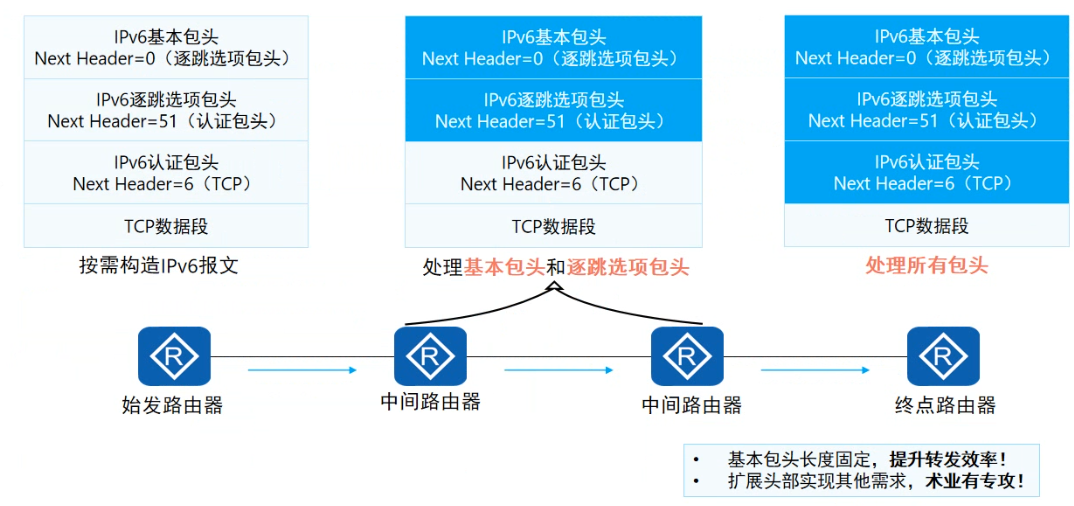 IPv6基本包头
Next Header=0（逐跳选项包头）
IPv6逐跳选项包头
Next Header=51（认证包头）
IPv6认证包头
Next Header=6（TCP）
TCP数据段
按需构造IPv6报文
IPv6基本包头
Next Header=0（逐跳选项包头）
IPv6逐跳选项包头
Next Header=51（认证包头）
IPv6认证包头
Next Header=6（TCP）
TCP数据段
处理基本包头和逐跳选项包头
IPv6基本包头
Next Header=0（逐跳选项包头）
IPv6逐跳选项包头
Next Header=51（认证包头）
IPv6认证包头
Next Header=6（TCP）
TCP数据段
处理所有包头
R
R
R
R
始发路由器
中间路由器
中间路由器
终点路由器
• 基本包头长度固定，提升转发效率！
• 扩展头部实现其他需求，术业有专攻！